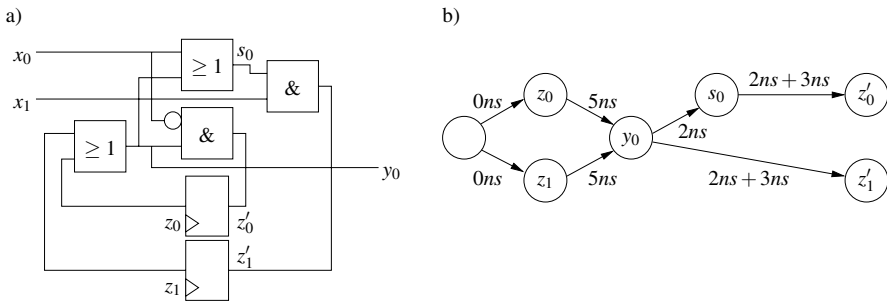 a)
x₀
x₁
≥ 1
s₀
&
≥ 1
&
y₀
z₀
z′₀
z₁
z′₁
b)
0ns
z₀
5ns
0ns
z₁
5ns
y₀
2ns
s₀
2ns + 3ns
z′₀
2ns + 3ns
z′₁